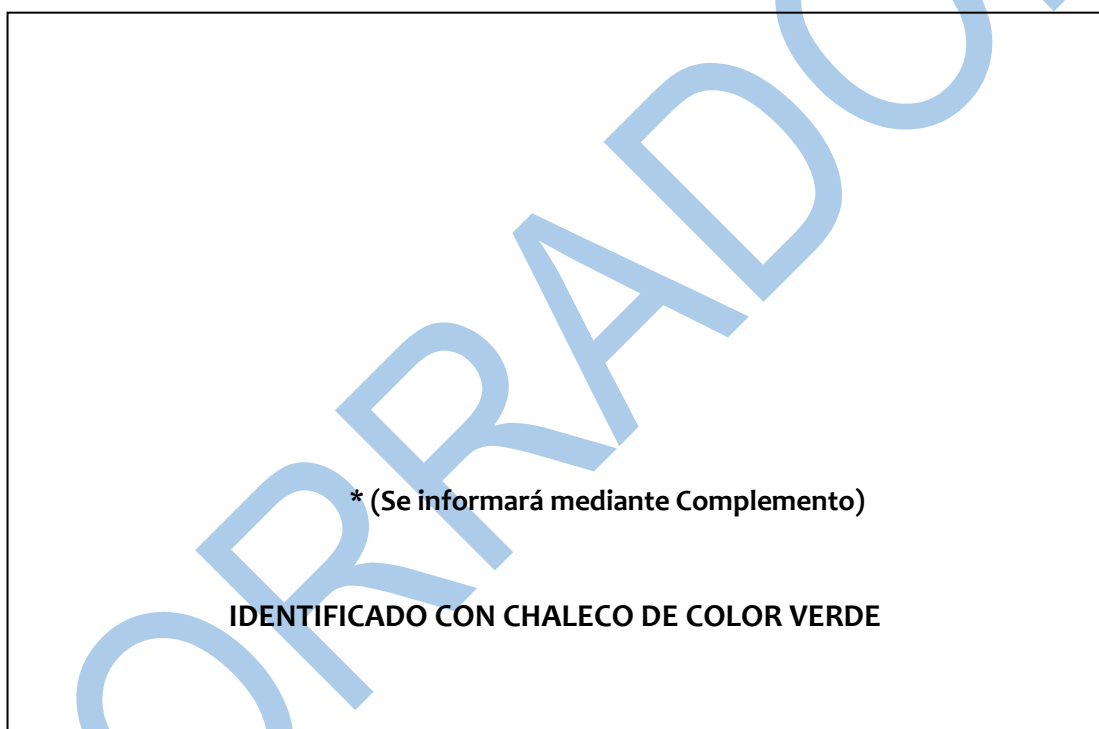 * (Se informará mediante Complemento)
IDENTIFICADO CON CHALECO DE COLOR VERDE
ORRADO